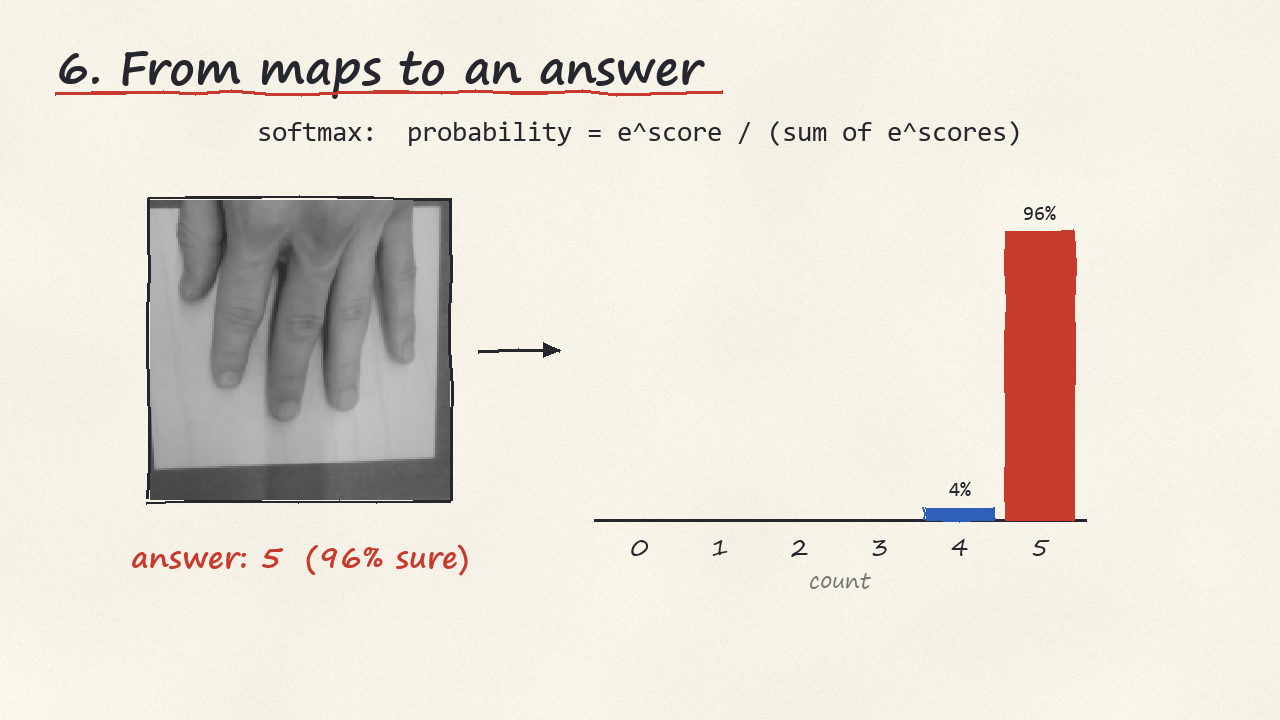 6. From maps to an answer
softmax:  probability = e^score / (sum of e^scores)
96%
4%
0 1 2 3 4 5
count
answer: 5  (96% sure)